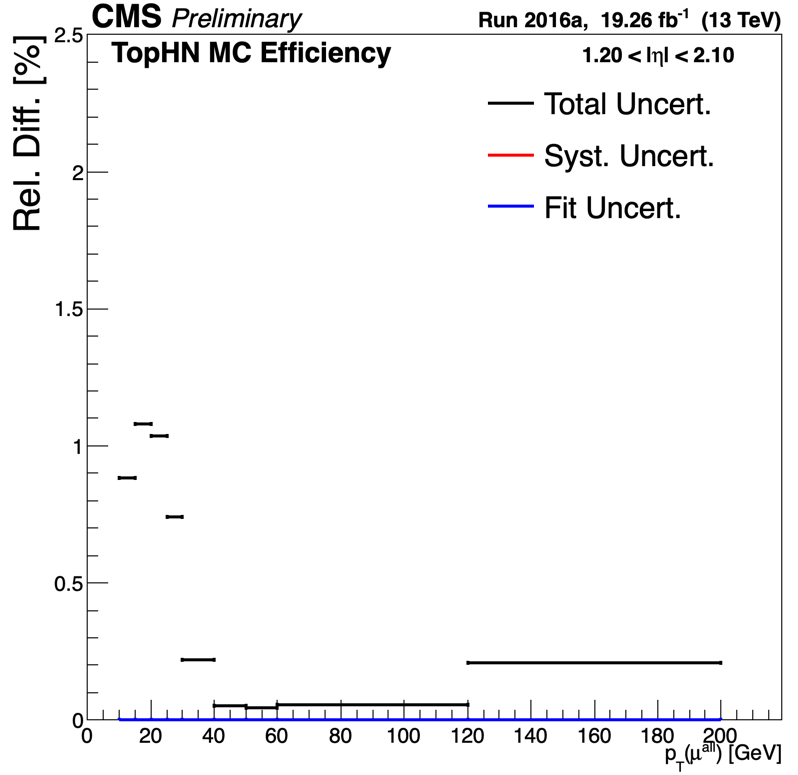 CMS Preliminary
Run 2016a, 19.26 fb⁻¹ (13 TeV)
TopHN MC Efficiency
1.20 < |η| < 2.10
Total Uncert.
Syst. Uncert.
Fit Uncert.
Rel. Diff. [%]
2.5
2
1.5
1
0.5
0
0 20 40 60 80 100 120 140 160 180 200
p_T(μ^all) [GeV]